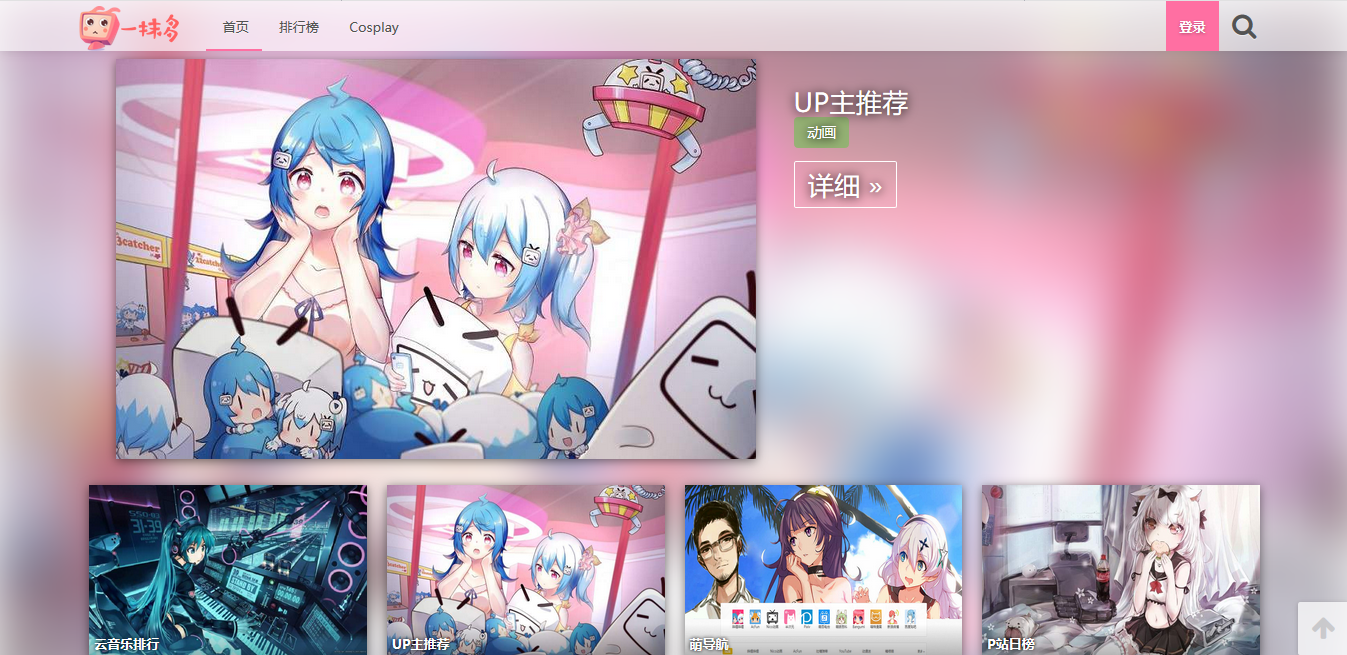 一抹多
首页
排行榜
Cosplay
登录
UP主推荐
动画
详细 »
3catcher
云音乐排行
UP主推荐
萌导航
P站日榜